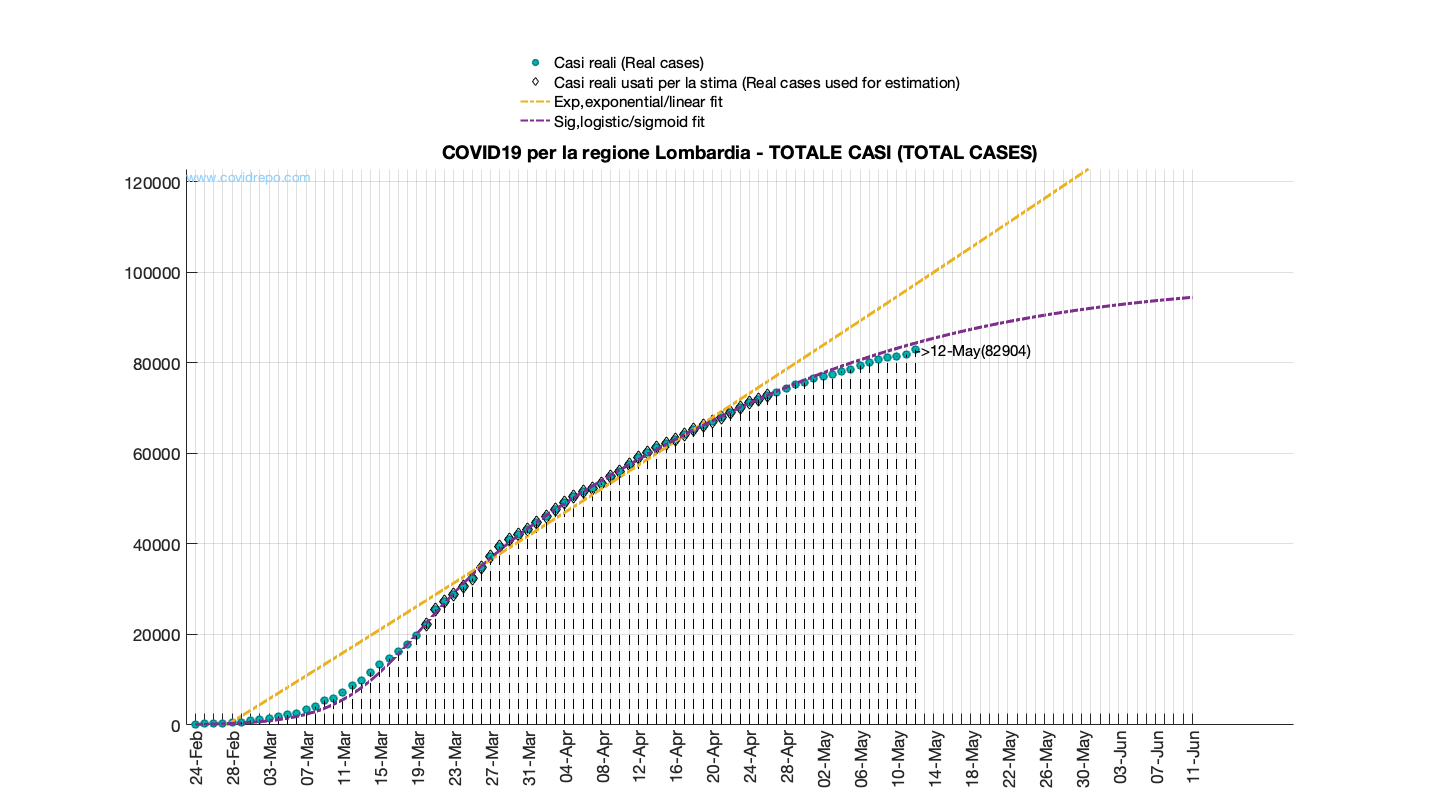 Casi reali (Real cases)
Casi reali usati per la stima (Real cases used for estimation)
Exp,exponential/linear fit
Sig,logistic/sigmoid fit
COVID19 per la regione Lombardia - TOTALE CASI (TOTAL CASES)
www.covidrepo.com
120000
100000
80000
60000
40000
20000
0
->12-May(82904)
24-Feb
28-Feb
03-Mar
07-Mar
11-Mar
15-Mar
19-Mar
23-Mar
27-Mar
31-Mar
04-Apr
08-Apr
12-Apr
16-Apr
20-Apr
24-Apr
28-Apr
02-May
06-May
10-May
14-May
18-May
22-May
26-May
30-May
03-Jun
07-Jun
11-Jun